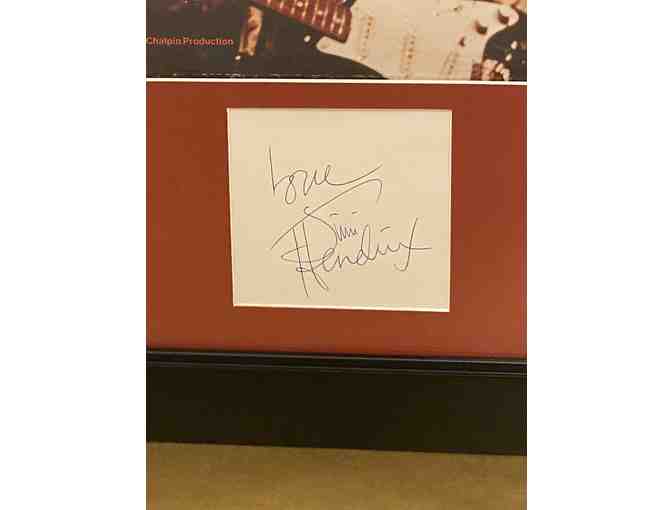 Chalpin Production
Love
Jimi
Hendrix